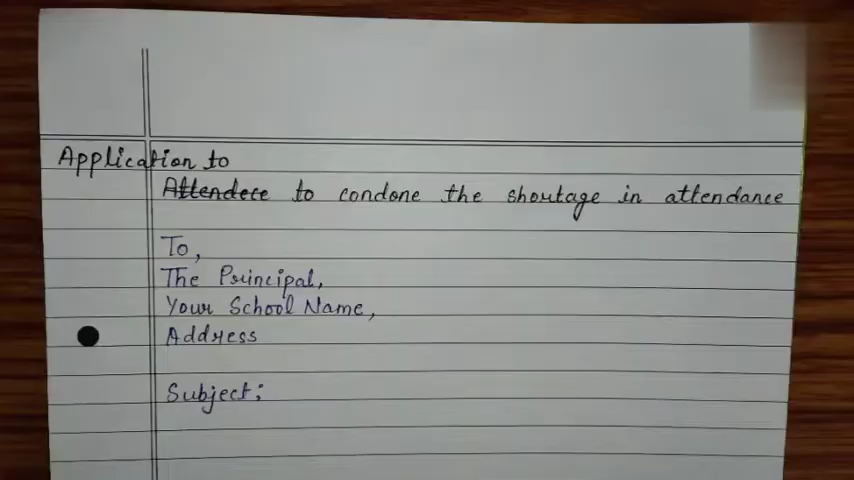 Application to
Attendece to condone the shortage in attendance
To,
The Principal,
Your School Name,
Address
Subject: